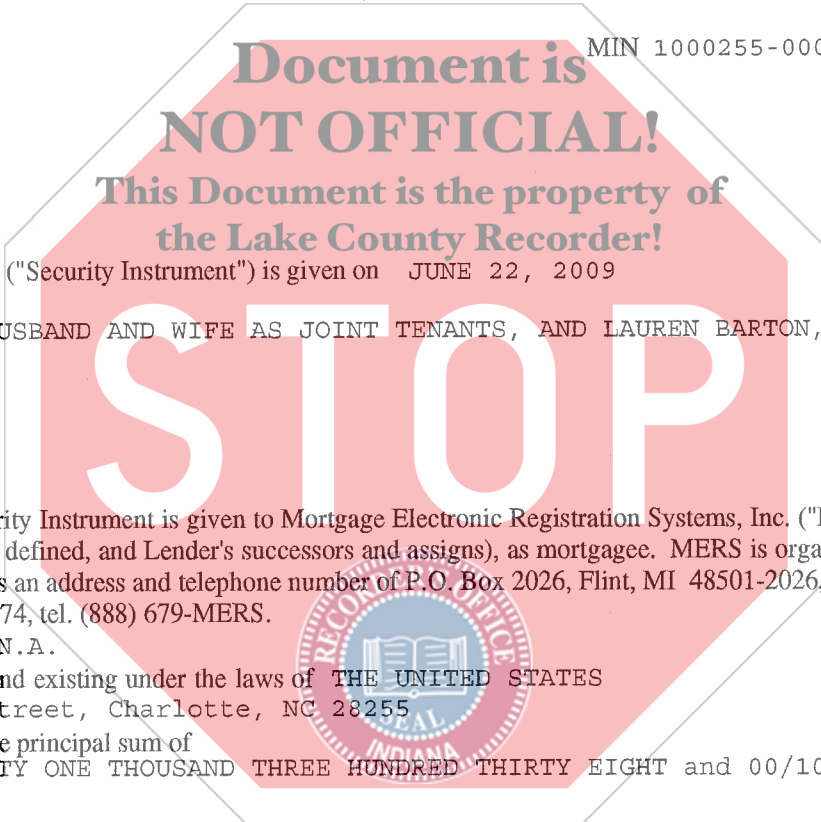 MIN 1000255-000
Document is
NOT OFFICIAL!
This Document is the property of
the Lake County Recorder!
("Security Instrument") is given on JUNE 22, 2009
USBAND AND WIFE AS JOINT TENANTS, AND LAUREN BARTON,
STOP
rity Instrument is given to Mortgage Electronic Registration Systems, Inc. ("
defined, and Lender's successors and assigns), as mortgagee. MERS is orga
s an address and telephone number of P.O. Box 2026, Flint, MI 48501-2026,
74, tel. (888) 679-MERS.
N.A.
nd existing under the laws of THE UNITED STATES
treet, Charlotte, NC 28255
e principal sum of
TY ONE THOUSAND THREE HUNDRED THIRTY EIGHT and 00/10
RECORDER'S OFFICE
SEAL
INDIANA